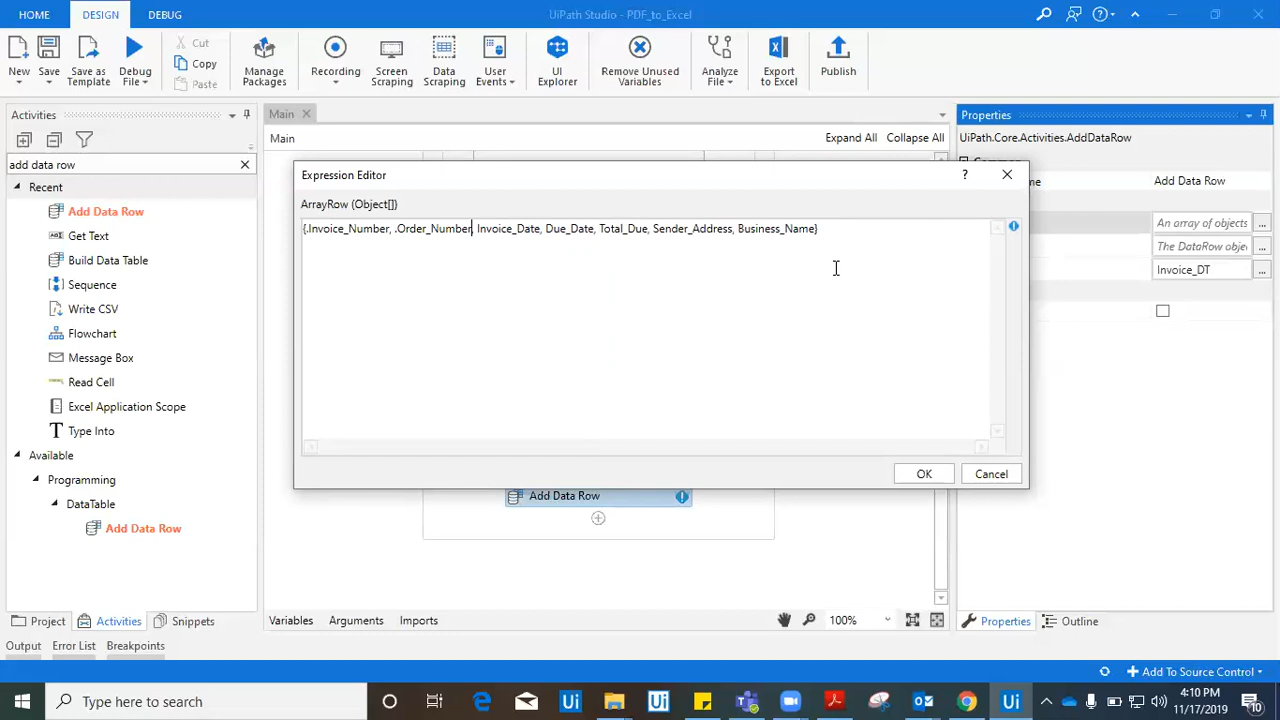 HOME DESIGN DEBUG UiPath Studio - PDF_to_Excel
New Save Save as Template Debug File Cut Copy Paste Manage Packages Recording Screen Scraping Data Scraping User Events UI Explorer Remove Unused Variables Analyze File Export to Excel Publish
Activities Main Properties
Main Expand All Collapse All UiPath.Core.Activities.AddDataRow
add data row
Expression Editor ?
Recent
ArrayRow (Object[])
Add Data Row
{.Invoice_Number, .Order_Number, Invoice_Date, Due_Date, Total_Due, Sender_Address, Business_Name}
Get Text
Build Data Table
Sequence
Write CSV
Flowchart
Message Box
Read Cell
Excel Application Scope
Type Into
Available
Programming
DataTable
Add Data Row
OK Cancel
Add Data Row
Add Data Row
An array of objects ...
The DataRow objec ...
Invoice_DT ...
Project Activities Snippets Variables Arguments Imports 100% Properties Outline
Output Error List Breakpoints
Add To Source Control
Type here to search
4:10 PM
11/17/2019
10